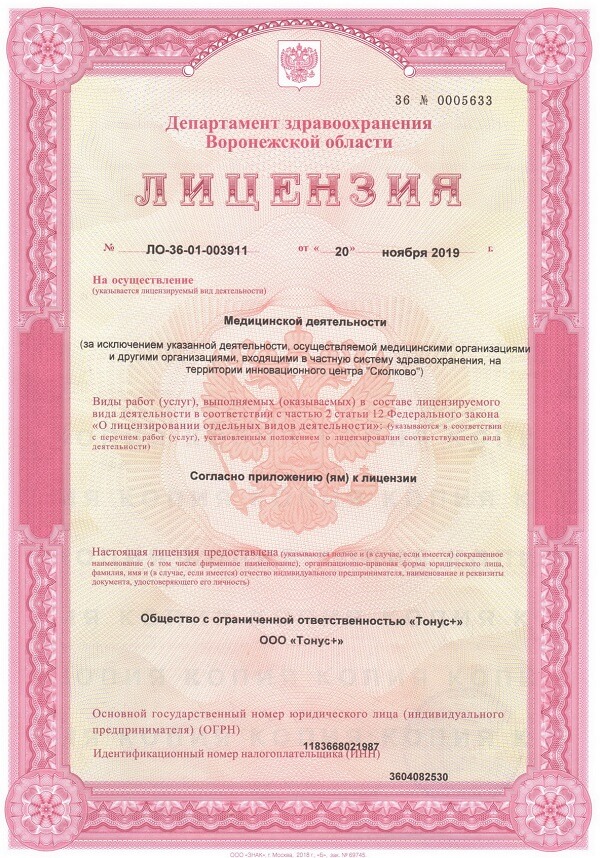 36 № 0005633
Департамент здравоохранения
Воронежской области
ЛИЦЕНЗИЯ
№ ЛО-36-01-003911 от « 20 » ноября 2019 г.
На осуществление
(указывается лицензируемый вид деятельности)
Медицинской деятельности
(за исключением указанной деятельности, осуществляемой медицинскими организациями
и другими организациями, входящими в частную систему здравоохранения, на
территории инновационного центра "Сколково")
Виды работ (услуг), выполняемых (оказываемых) в составе лицензируемого
вида деятельности в соответствии с частью 2 статьи 12 Федерального закона
«О лицензировании отдельных видов деятельности»: (указываются в соответствии
с перечнем работ (услуг), установленным положением о лицензировании соответствующего вида
деятельности)
Согласно приложению (ям) к лицензии
Настоящая лицензия предоставлена (указываются полное и (в случае, если имеется) сокращенное
наименование (в том числе фирменное наименование), организационно-правовая форма юридического лица,
фамилия, имя и (в случае, если имеется) отчество индивидуального предпринимателя, наименование и реквизиты
документа, удостоверяющего его личность)
Общество с ограниченной ответственностью «Тонус+»
ООО «Тонус+»
копия копия копия коп
Основной государственный номер юридического лица (индивидуального
предпринимателя) (ОГРН)
1183668021987
Идентификационный номер налогоплательщика (ИНН)
3604082530
ООО «ЗНАК», г. Москва, 2018 г., «Б», зак. № 69745.